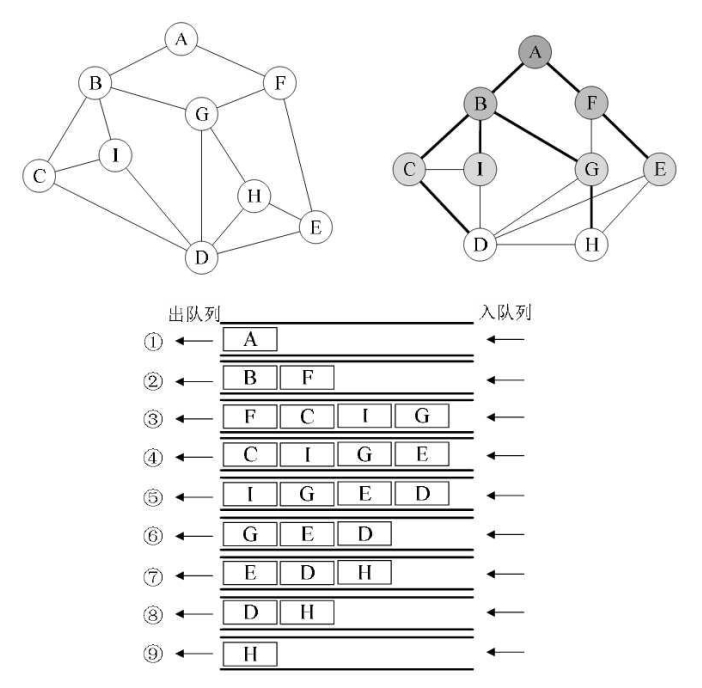 A
A
B
F
B
F
G
I
C
I
G
E
C
H
E
D
D
H
出队列 入队列
① A
② B F
③ F C I G
④ C I G E
⑤ I G E D
⑥ G E D
⑦ E D H
⑧ D H
⑨ H